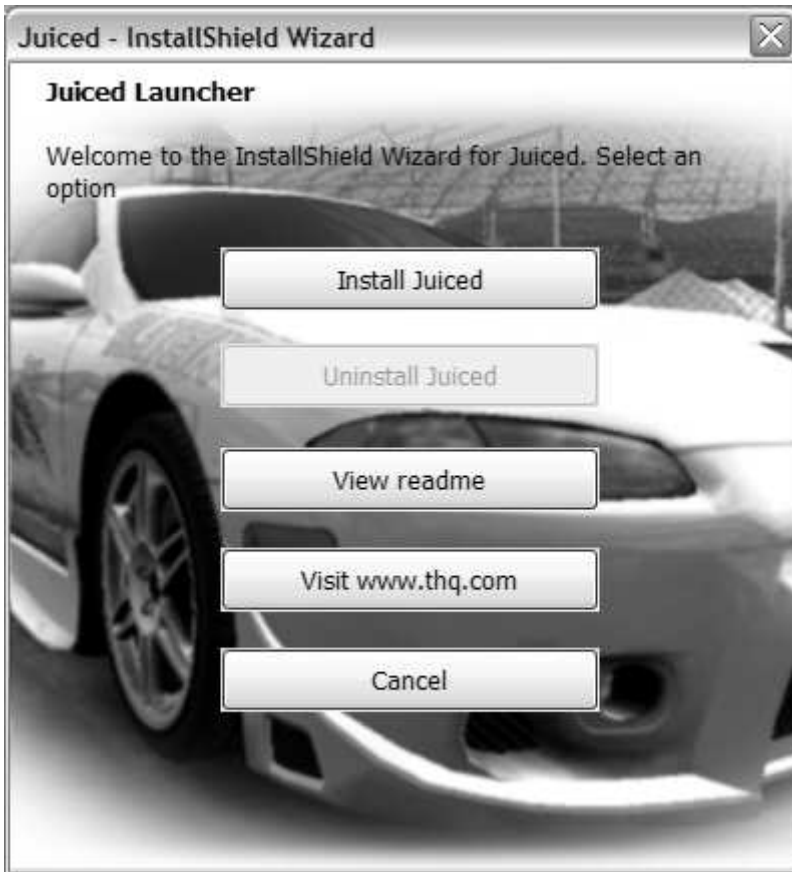 Juiced - InstallShield Wizard
Juiced Launcher
Welcome to the InstallShield Wizard for Juiced. Select an
option
Install Juiced
Uninstall Juiced
View readme
Visit www.thq.com
Cancel